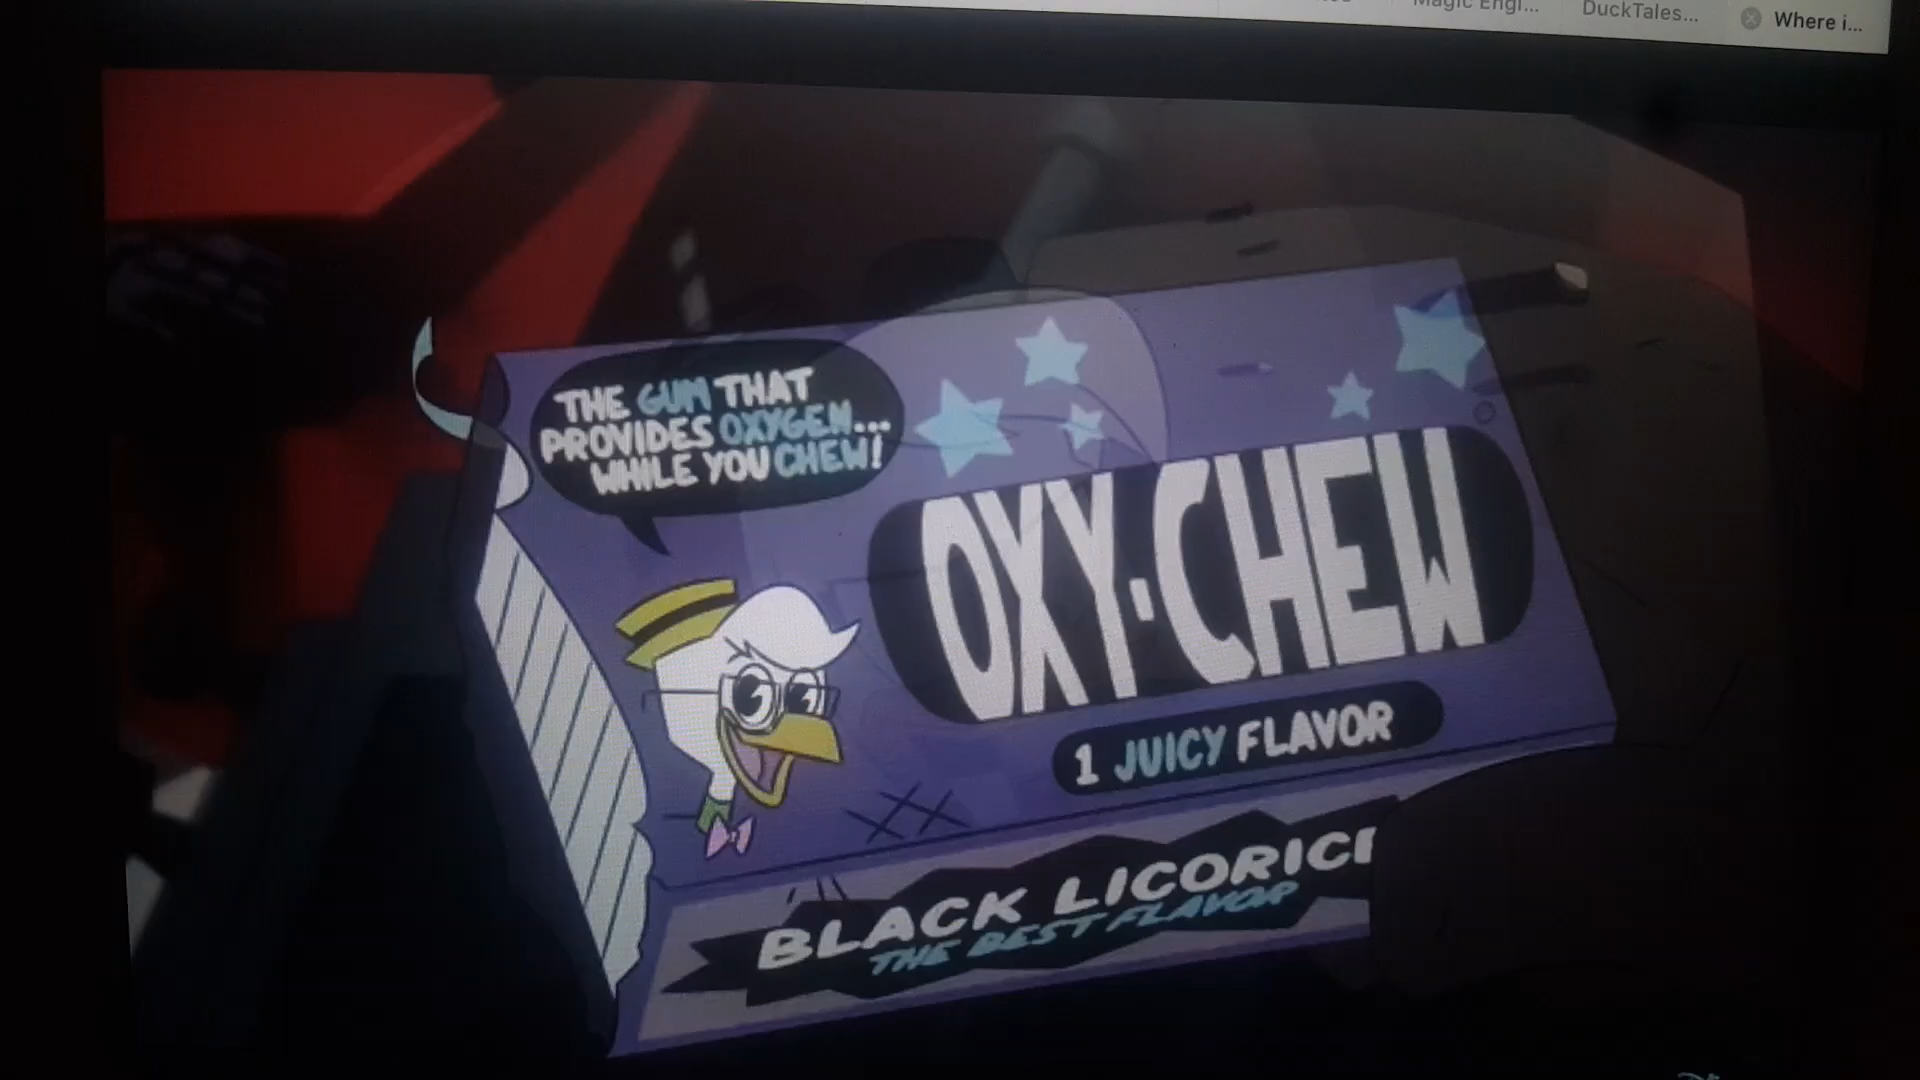 Magic Engi...
DuckTales...
Where i...
THE GUM THAT
PROVIDES OXYGEN...
WHILE YOU CHEW!
OXY-CHEW
1 JUICY FLAVOR
BLACK LICORICE
THE BEST FLAVOR